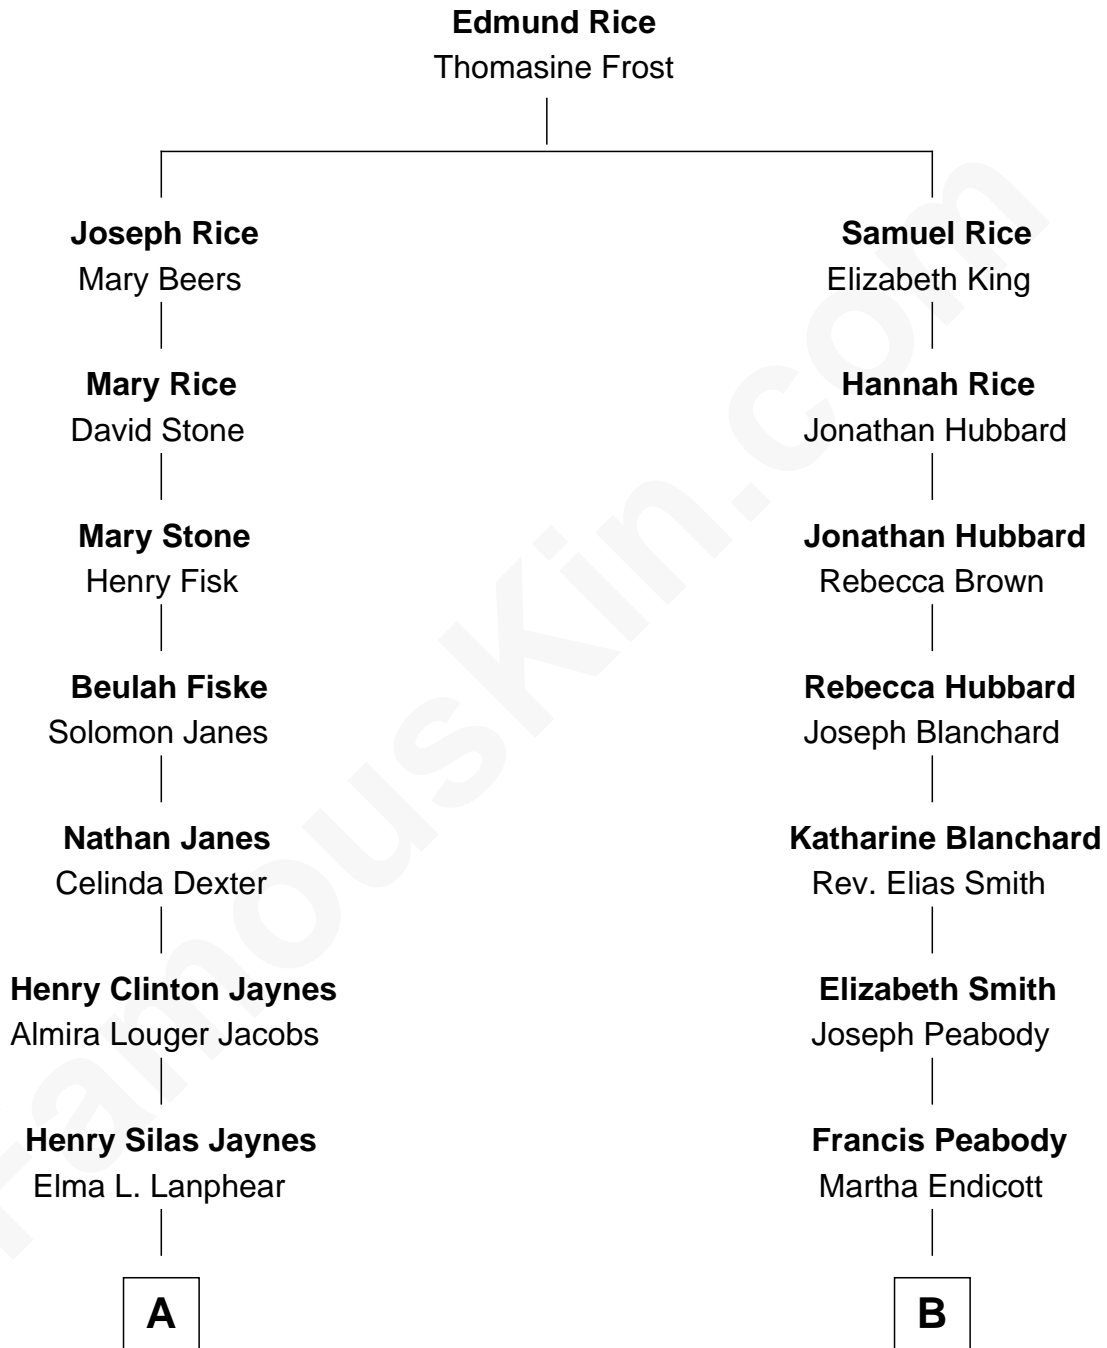 Edmund Rice
Thomasine Frost
Joseph Rice
Mary Beers
Samuel Rice
Elizabeth King
Mary Rice
David Stone
Hannah Rice
Jonathan Hubbard
Mary Stone
Henry Fisk
Jonathan Hubbard
Rebecca Brown
Beulah Fiske
Solomon Janes
Rebecca Hubbard
Joseph Blanchard
Nathan Janes
Celinda Dexter
Katharine Blanchard
Rev. Elias Smith
Henry Clinton Jaynes
Almira Louger Jacobs
Elizabeth Smith
Joseph Peabody
Henry Silas Jaynes
Elma L. Lanphear
Francis Peabody
Martha Endicott
A
B
FamousKin.com